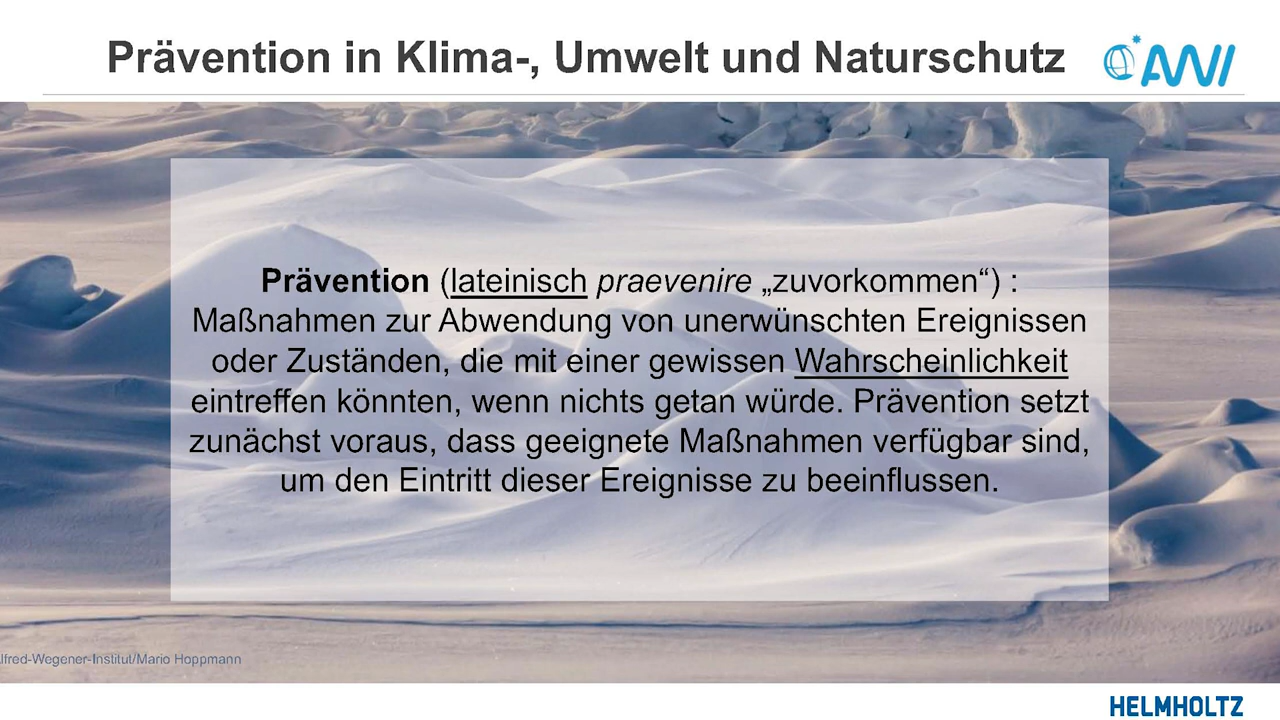 Prävention in Klima-, Umwelt und Naturschutz
AWI
Prävention (lateinisch praevenire „zuvorkommen“) :
Maßnahmen zur Abwendung von unerwünschten Ereignissen
oder Zuständen, die mit einer gewissen Wahrscheinlichkeit
eintreffen könnten, wenn nichts getan würde. Prävention setzt
zunächst voraus, dass geeignete Maßnahmen verfügbar sind,
um den Eintritt dieser Ereignisse zu beeinflussen.
lfred-Wegener-Institut/Mario Hoppmann
HELMHOLTZ